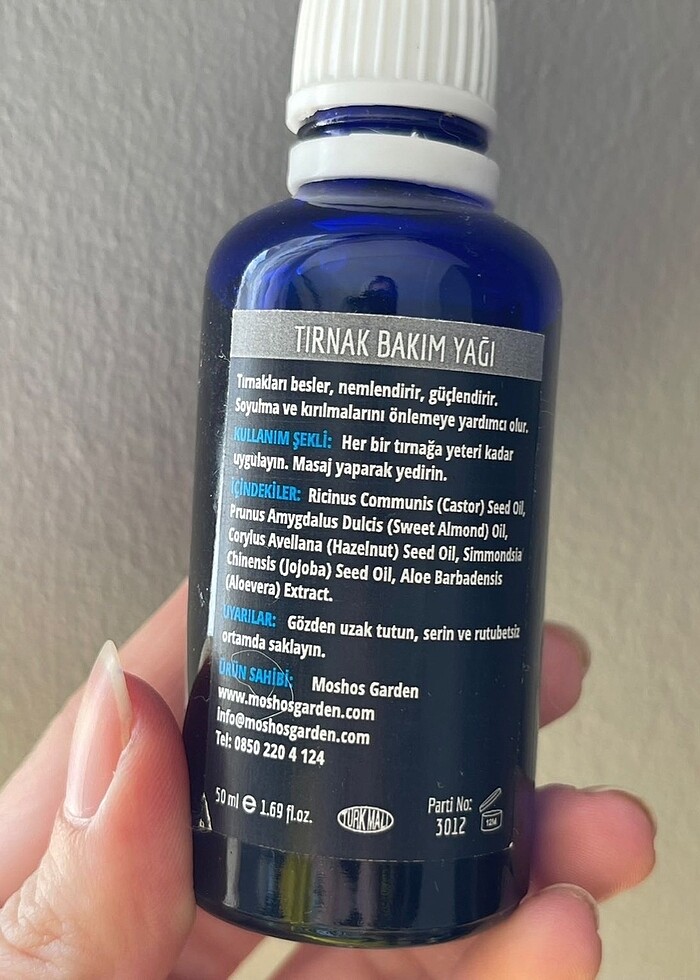 TIRNAK BAKIM YAĞI
Tırnakları besler, nemlendirir, güçlendirir.
Soyulma ve kırılmalarını önlemeye yardımcı olur.
KULLANIM ŞEKLİ: Her bir tırnağa yeteri kadar
uygulayın. Masaj yaparak yedirin.
İÇİNDEKİLER: Ricinus Communis (Castor) Seed Oil,
Prunus Amygdalus Dulcis (Sweet Almond) Oil,
Corylus Avellana (Hazelnut) Seed Oil, Simmondsia
Chinensis (Jojoba) Seed Oil, Aloe Barbadensis
(Aloevera) Extract.
UYARILAR: Gözden uzak tutun, serin ve rutubetsiz
ortamda saklayın.
ÜRÜN SAHİBİ: Moshos Garden
www.moshosgarden.com
info@moshosgarden.com
Tel: 0850 220 4 124
50 ml e 1.69 fl.oz.
TÜRK MALI
Parti No:
3012
12M